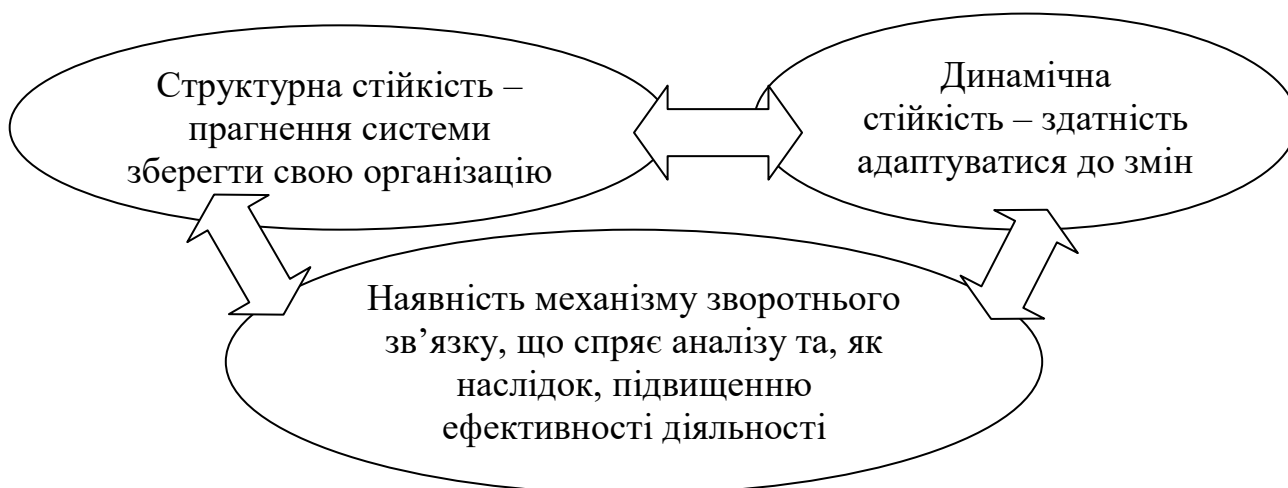 Структурна стійкість –
прагнення системи
зберегти свою організацію
Динамічна
стійкість – здатність
адаптуватися до змін
Наявність механізму зворотнього
зв’язку, що спряє аналізу та, як
наслідок, підвищенню
ефективності діяльності